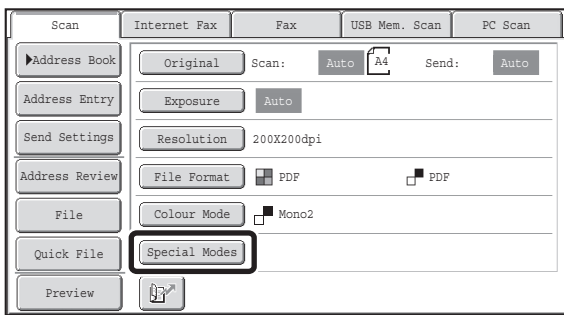 Scan Internet Fax Fax USB Mem. Scan PC Scan
Address Book Original Scan: Auto A4 Send: Auto
Address Entry Exposure Auto
Send Settings Resolution 200X200dpi
Address Review File Format PDF PDF
File Colour Mode Mono2
Quick File Special Modes
Preview